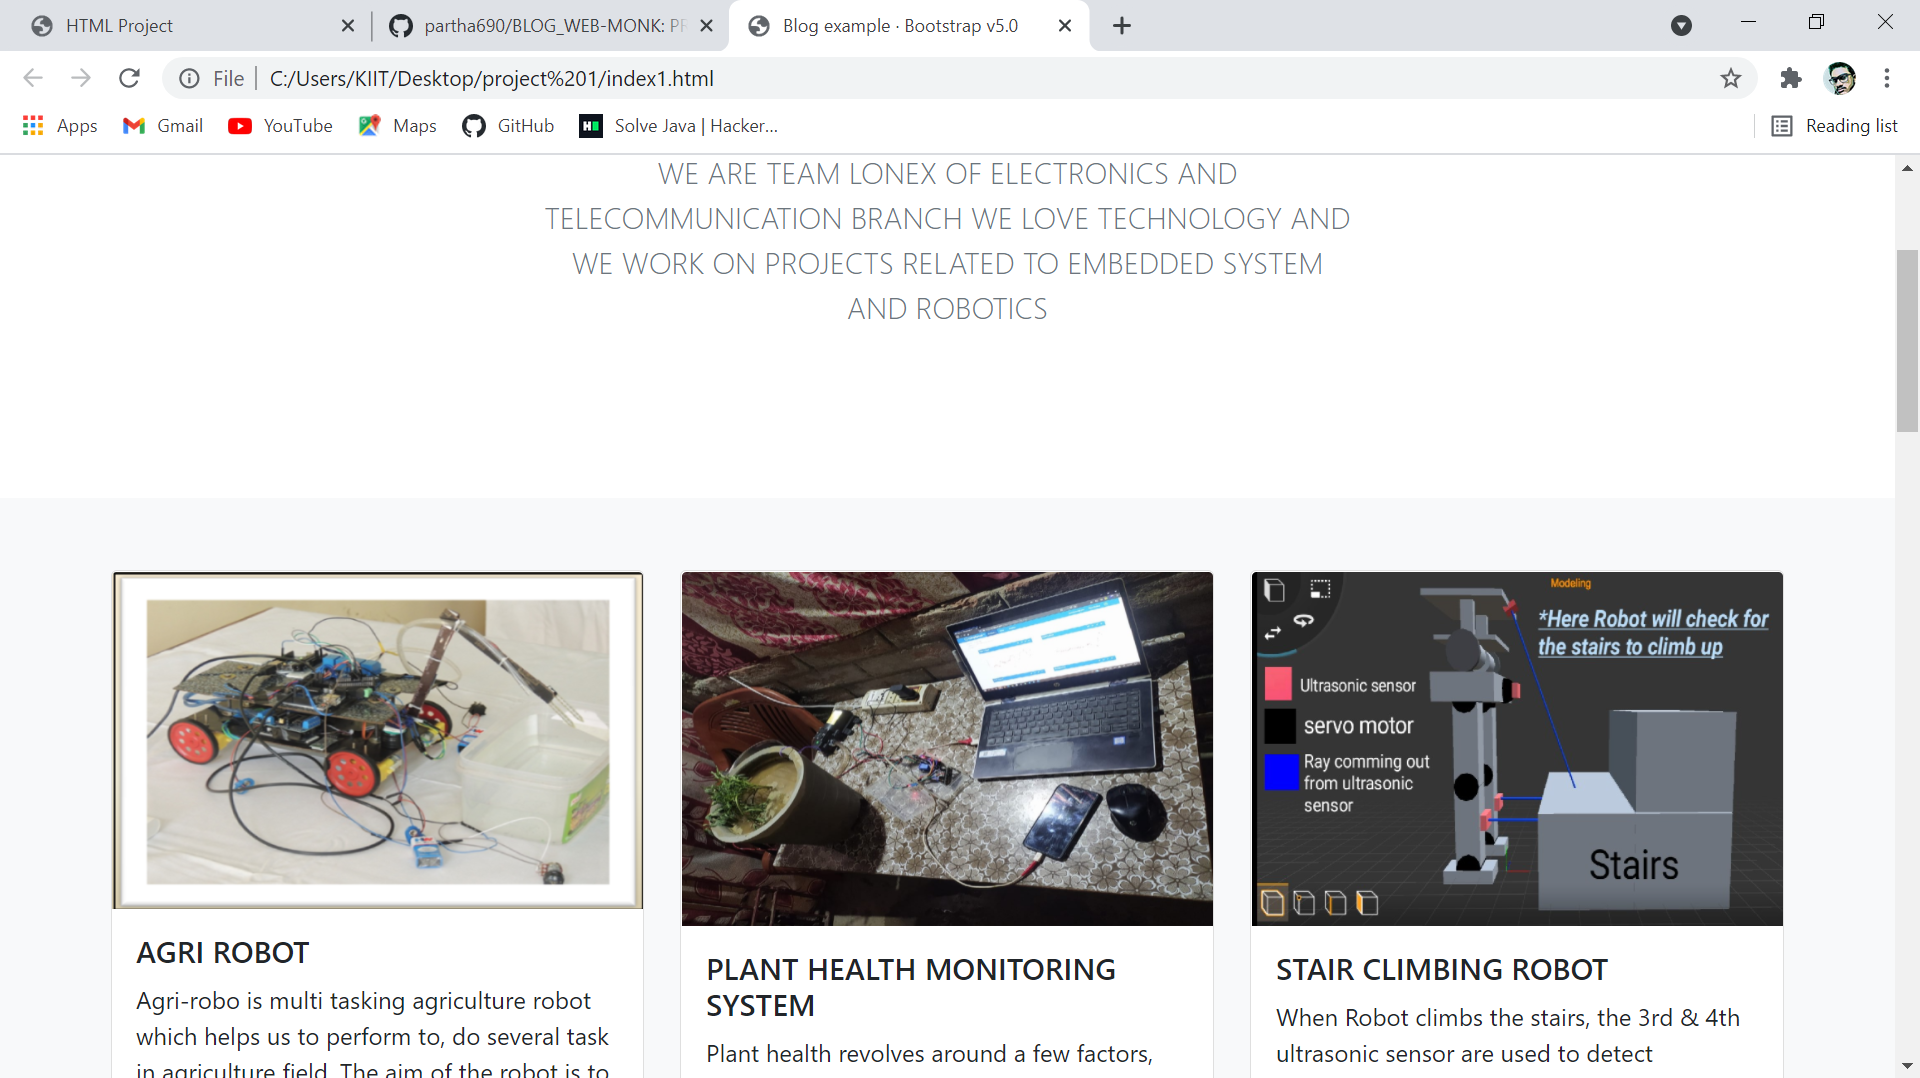 HTML Project
partha690/BLOG_WEB-MONK: PR
Blog example · Bootstrap v5.0
File
C:/Users/KIIT/Desktop/project%201/index1.html
Apps
Gmail
YouTube
Maps
GitHub
Solve Java | Hacker...
Reading list
WE ARE TEAM LONEX OF ELECTRONICS AND
TELECOMMUNICATION BRANCH WE LOVE TECHNOLOGY AND
WE WORK ON PROJECTS RELATED TO EMBEDDED SYSTEM
AND ROBOTICS
Modeling
*Here Robot will check for
the stairs to climb up
Ultrasonic sensor
servo motor
Ray comming out
from ultrasonic
sensor
Stairs
AGRI ROBOT
Agri-robo is multi tasking agriculture robot
which helps us to perform to, do several task
in agriculture field. The aim of the robot is to
PLANT HEALTH MONITORING
SYSTEM
Plant health revolves around a few factors,
STAIR CLIMBING ROBOT
When Robot climbs the stairs, the 3rd & 4th
ultrasonic sensor are used to detect